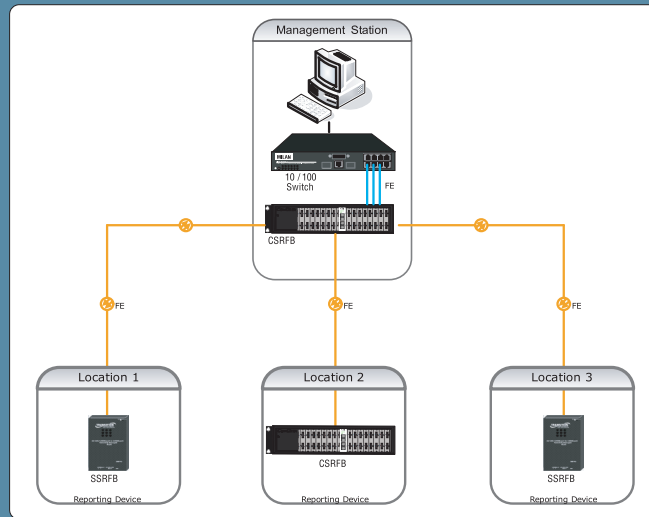 Management Station
MILAN
10 / 100
Switch
FE
CSRFB
FE
FE
FE
Location 1
Location 2
Location 3
SSRFB
CSRFB
SSRFB
Reporting Device
Reporting Device
Reporting Device